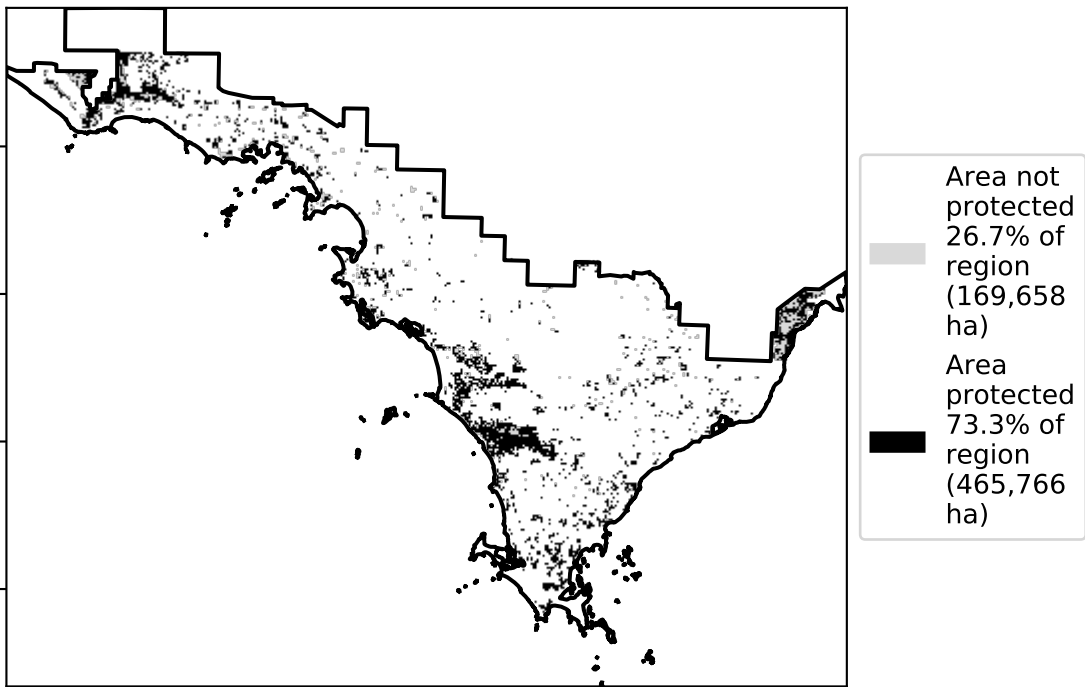 Area not
protected
26.7% of
region
(169,658
ha)
Area
protected
73.3% of
region
(465,766
ha)